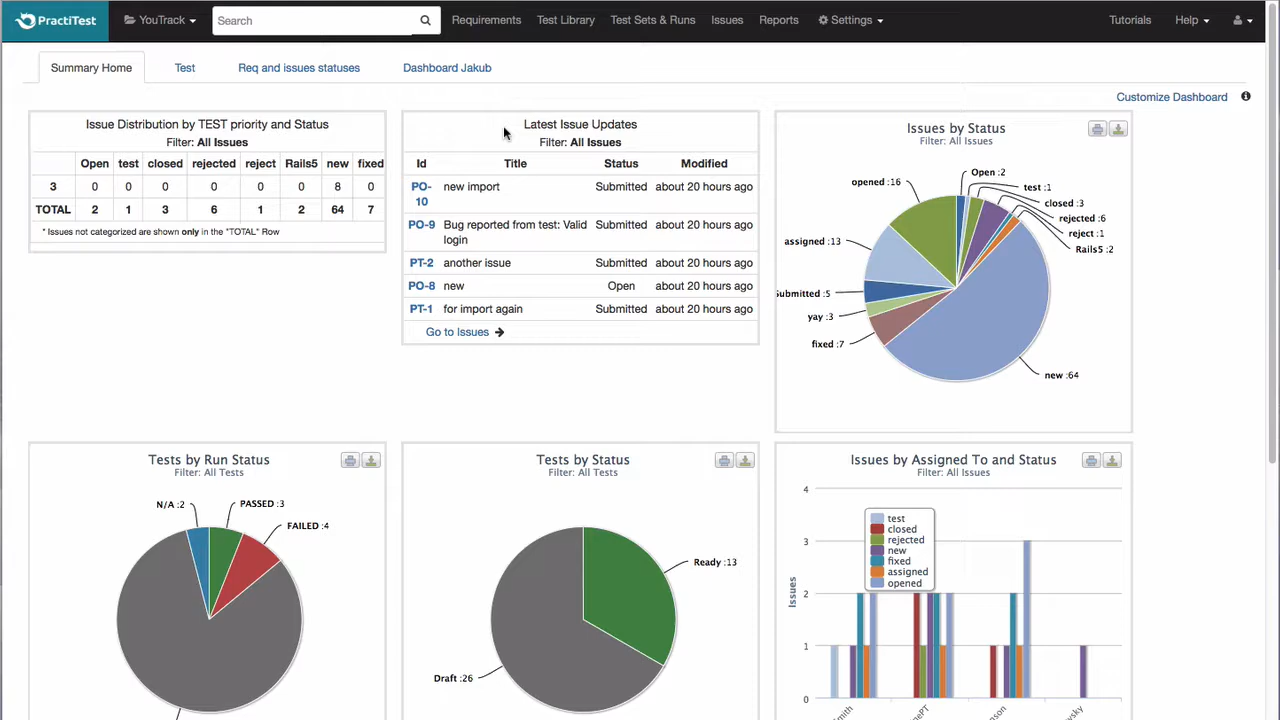 PractiTest
YouTrack
Search
Requirements
Test Library
Test Sets & Runs
Issues
Reports
Settings
Tutorials
Help
Summary Home
Test
Req and issues statuses
Dashboard Jakub
Customize Dashboard
Issue Distribution by TEST priority and Status
Filter: All Issues
Open test closed rejected reject Rails5 new fixed
3 0 0 0 0 0 0 8 0
TOTAL 2 1 3 6 1 2 64 7
* Issues not categorized are shown only in the "TOTAL" Row
Latest Issue Updates
Filter: All Issues
Id Title Status Modified
PO-10 new import Submitted about 20 hours ago
PO-9 Bug reported from test: Valid login Submitted about 20 hours ago
PT-2 another issue Submitted about 20 hours ago
PO-8 new Open about 20 hours ago
PT-1 for import again Submitted about 20 hours ago
Go to Issues
Issues by Status
Filter: All Issues
Open :2
test :1
closed :3
rejected :6
reject :1
Rails5 :2
new :64
fixed :7
yay :3
Submitted :5
assigned :13
opened :16
Tests by Run Status
Filter: All Tests
N/A :2
PASSED :3
FAILED :4
Tests by Status
Filter: All Tests
Ready :13
Draft :26
Issues by Assigned To and Status
Filter: All Issues
4
3
2
1
0
Issues
test
closed
rejected
new
fixed
assigned
opened